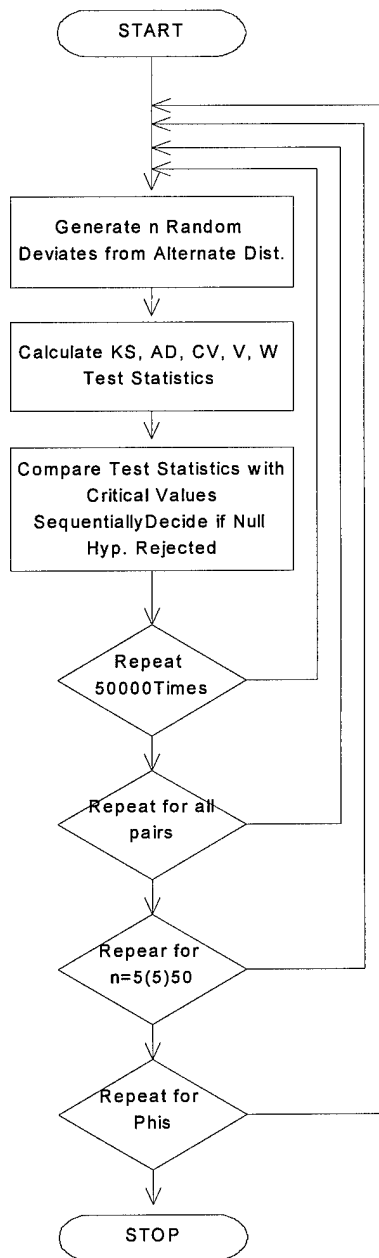 START
Generate n Random
Deviates from Alternate Dist.
Calculate KS, AD, CV, V, W
Test Statistics
Compare Test Statistics with
Critical Values
SequentiallyDecide if Null
Hyp. Rejected
Repeat
50000Times
Repeat for all
pairs
Repear for
n=5(5)50
Repeat for
Phis
STOP